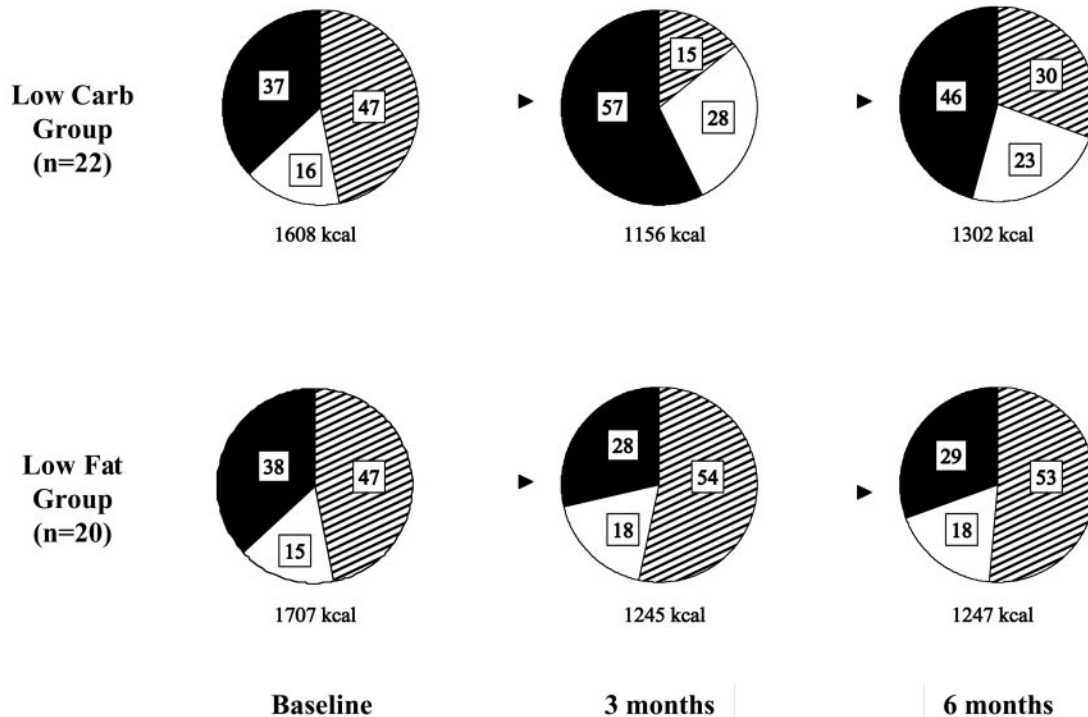 Low Carb
Group
(n=22)
37
47
16
1608 kcal
15
57
28
1156 kcal
30
46
23
1302 kcal
Low Fat
Group
(n=20)
38
47
15
1707 kcal
28
54
18
1245 kcal
29
53
18
1247 kcal
Baseline
3 months
6 months